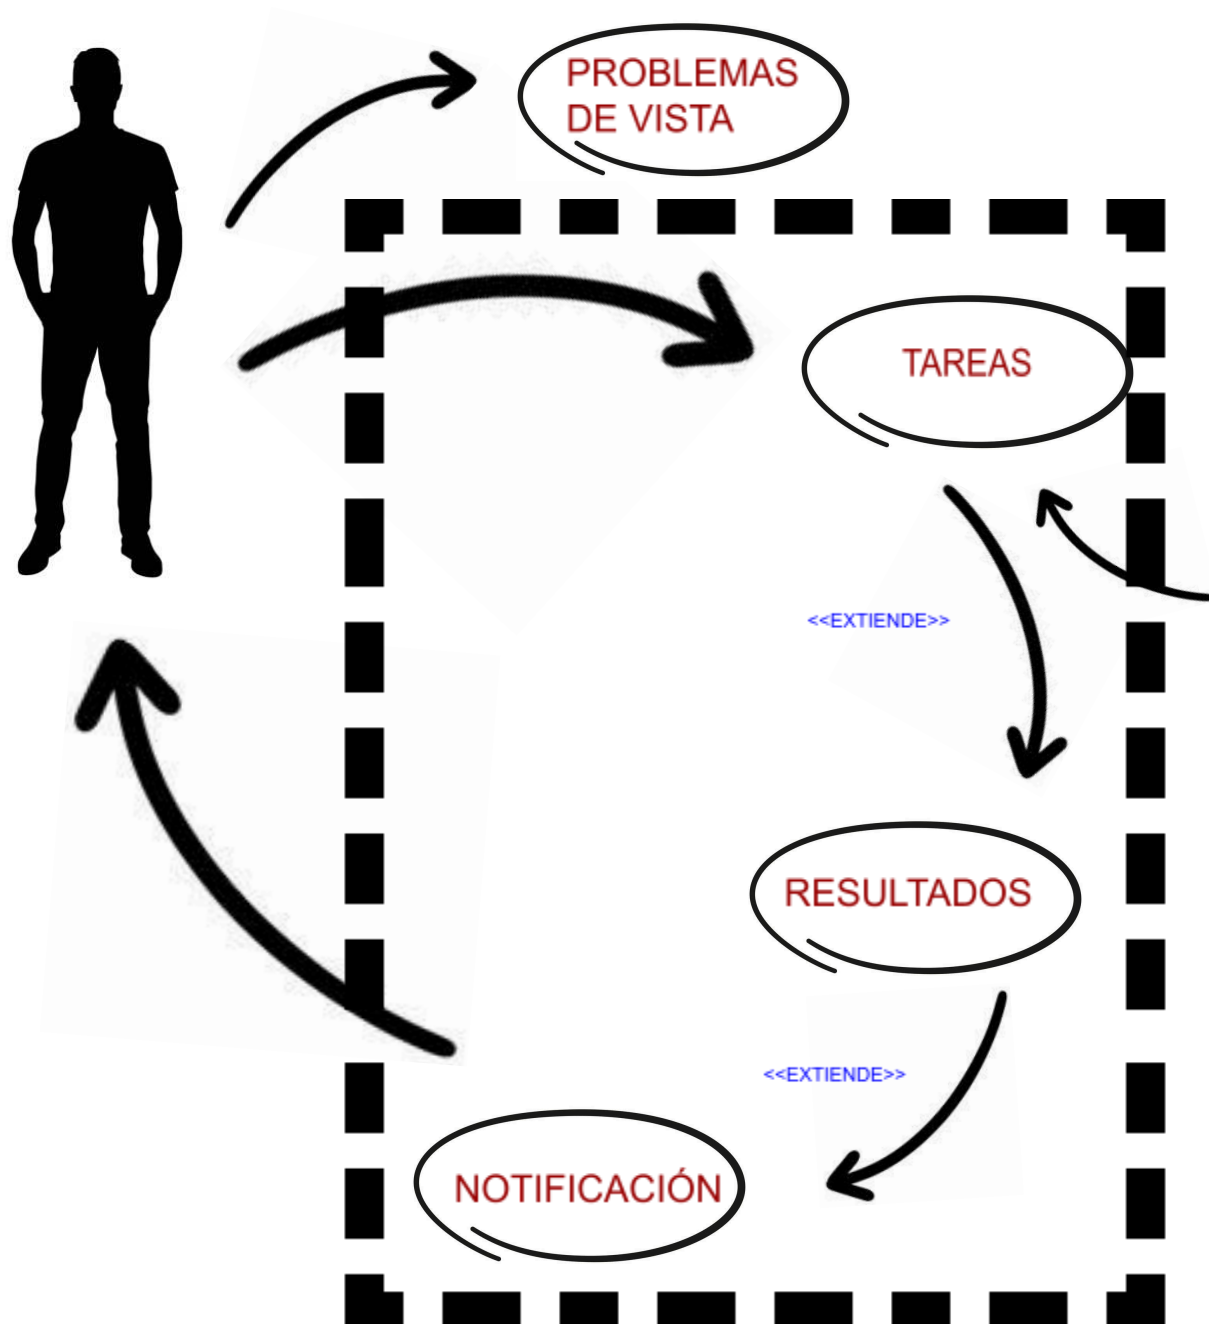 PROBLEMAS
DE VISTA
TAREAS
<<EXTIENDE>>
RESULTADOS
<<EXTIENDE>>
NOTIFICACIÓN